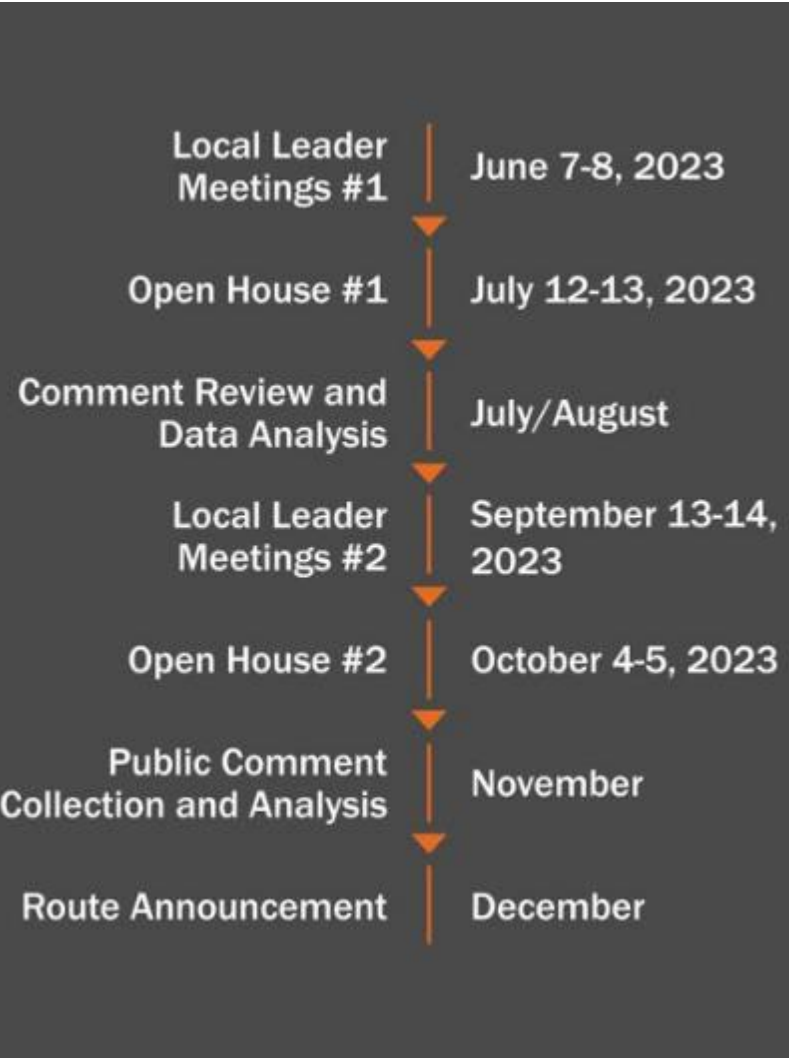 Local Leader
Meetings #1
June 7-8, 2023
Open House #1
July 12-13, 2023
Comment Review and
Data Analysis
July/August
Local Leader
Meetings #2
September 13-14,
2023
Open House #2
October 4-5, 2023
Public Comment
Collection and Analysis
November
Route Announcement
December